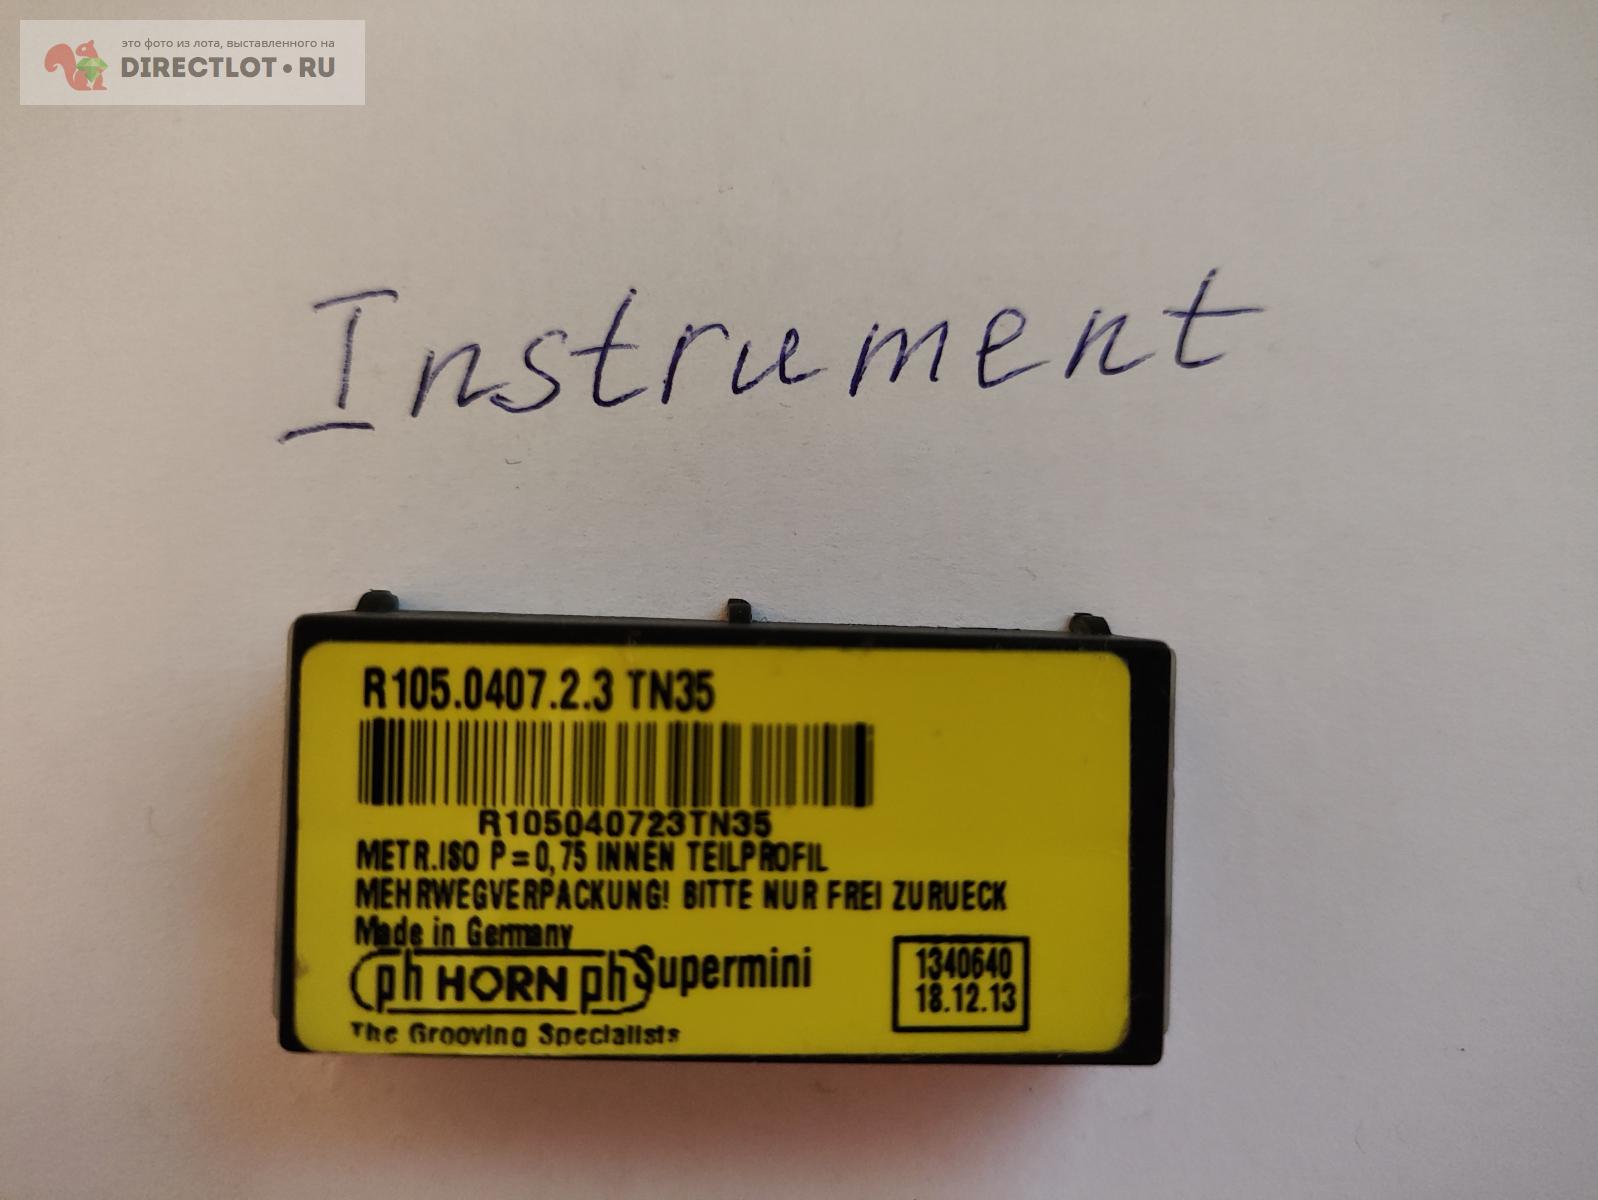 это фото из лота, выставленного на
DIRECTLOT•RU
Instrument
R105.0407.2.3 TN35
R105040723TN35
METR.ISO P=0,75 INNEN TEILPROFIL
MEHRWEGVERPACKUNG! BITTE NUR FREI ZURUECK
Made in Germany
ph HORN ph Supermini
1340640
18.12.13
The Grooving Specialists